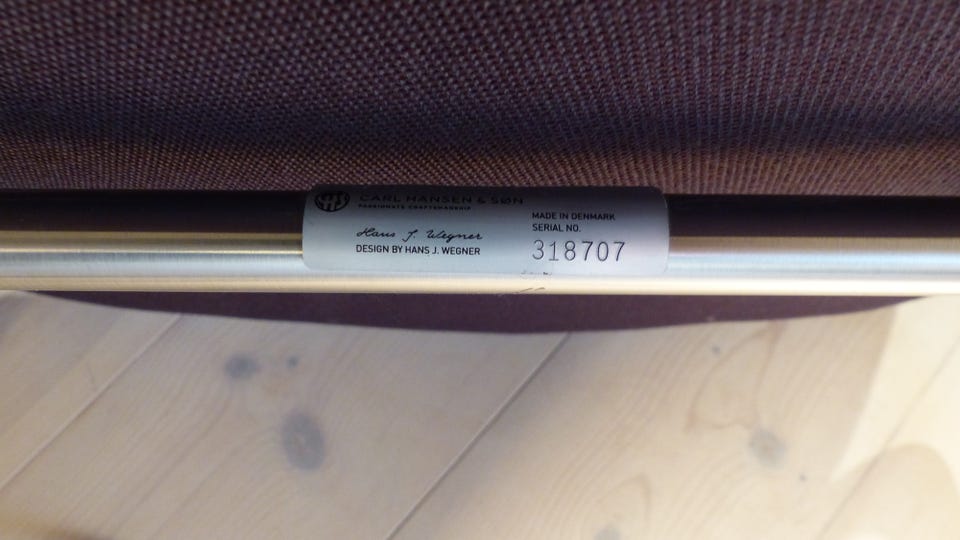 CARL HANSEN & SØN
PASSIONATE CRAFTSMANSHIP
Hans J. Wegner
DESIGN BY HANS J. WEGNER
MADE IN DENMARK
SERIAL NO.
318707